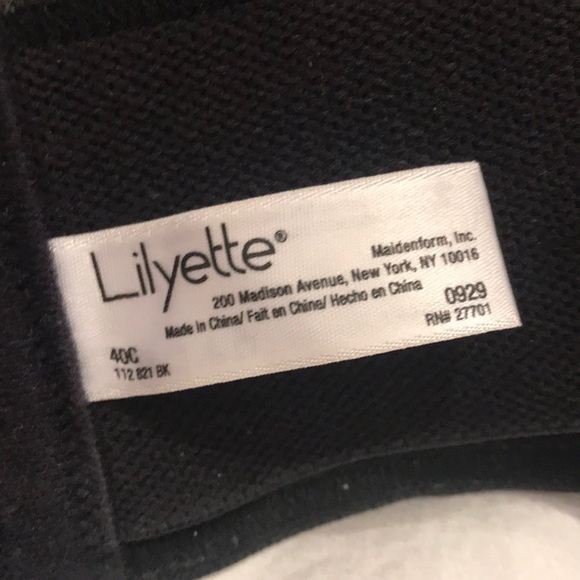 Lilyette®
Maidenform, Inc.
200 Madison Avenue, New York, NY 10016
Made in China/ Fait en China/ Hecho en China
40C
0929
112 821 BK
RN# 27701